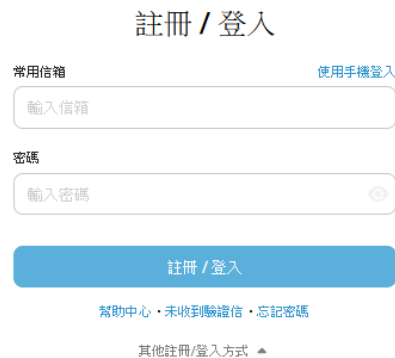 註冊 / 登入
常用信箱 使用手機登入
輸入信箱
密碼
輸入密碼
註冊 / 登入
幫助中心・未收到驗證信・忘記密碼
其他註冊/登入方式 ▲